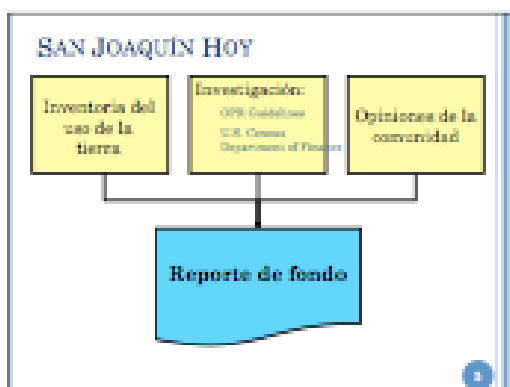 SAN JOAQUÍN HOY
Inventoria del
uso de la
tierra
Investigación:
OPR Guidelines
U.S. Census
Department of Finance
Opiniones de la
comunidad
Reporte de fondo